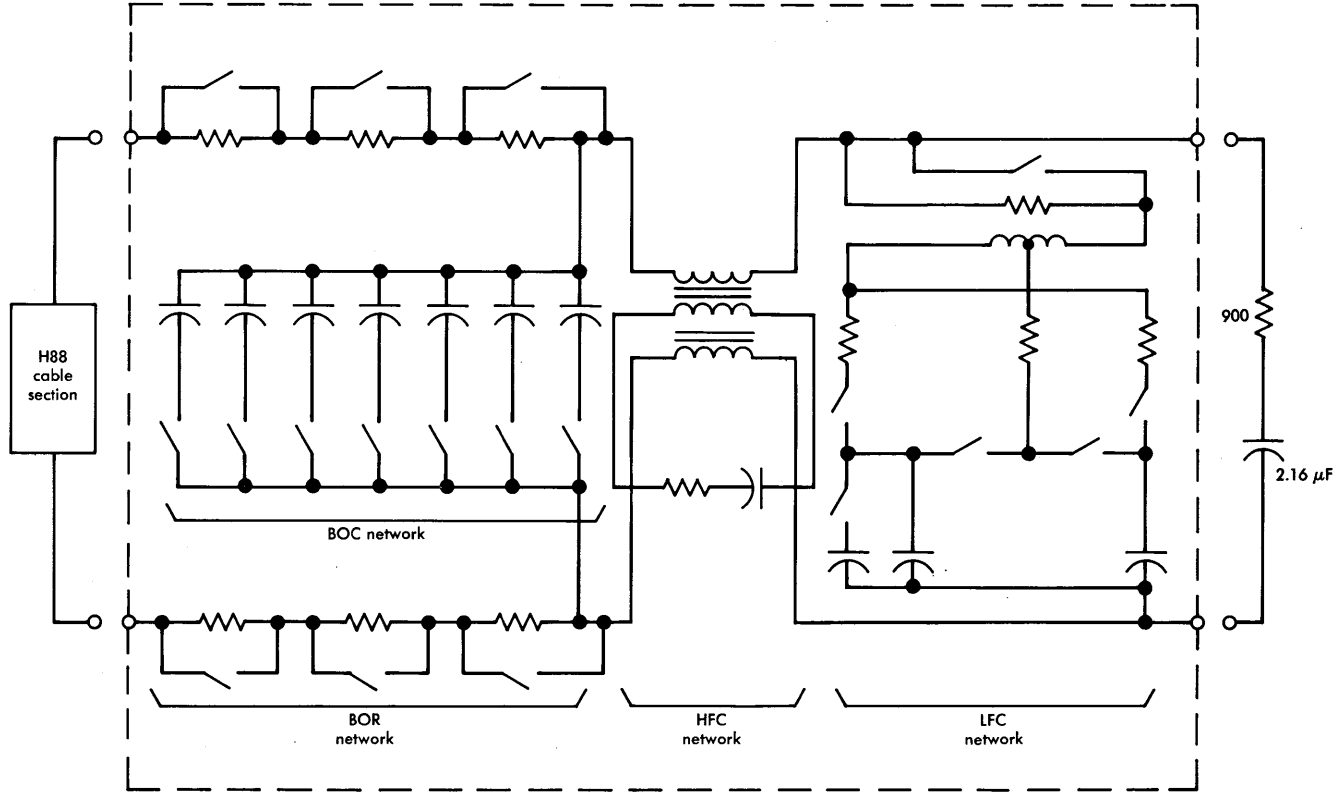 H88
cable
section
BOC network
900
2.16 μF
BOR
network
HFC
network
LFC
network